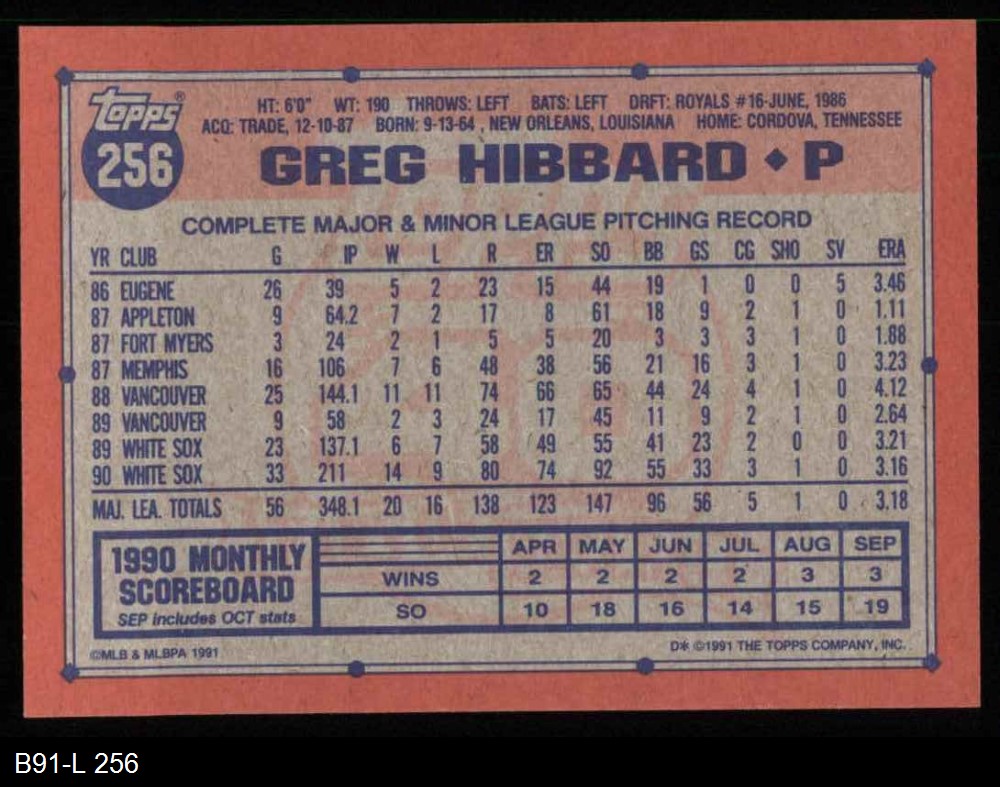 Topps®
256
HT: 6'0" WT: 190 THROWS: LEFT BATS: LEFT DRFT: ROYALS #16-JUNE, 1986
ACQ: TRADE, 12-10-87 BORN: 9-13-64, NEW ORLEANS, LOUISIANA HOME: CORDOVA, TENNESSEE
GREG HIBBARD ◆ P
COMPLETE MAJOR & MINOR LEAGUE PITCHING RECORD
YR CLUB G IP W L R ER SO BB GS CG SHO SV ERA
86 EUGENE 26 39 5 2 23 15 44 19 1 0 0 5 3.46
87 APPLETON 9 64.2 7 2 17 8 61 18 9 2 1 0 1.11
87 FORT MYERS 3 24 2 1 5 5 20 3 3 3 1 0 1.88
87 MEMPHIS 16 106 7 6 48 38 56 21 16 3 1 0 3.23
88 VANCOUVER 25 144.1 11 11 74 66 65 44 24 4 1 0 4.12
89 VANCOUVER 9 58 2 3 24 17 45 11 9 2 1 0 2.64
89 WHITE SOX 23 137.1 6 7 58 49 55 41 23 2 0 0 3.21
90 WHITE SOX 33 211 14 9 80 74 92 55 33 3 1 0 3.16
MAJ. LEA. TOTALS 56 348.1 20 16 138 123 147 96 56 5 1 0 3.18
1990 MONTHLY SCOREBOARD
SEP includes OCT stats
APR MAY JUN JUL AUG SEP
WINS 2 2 2 2 3 3
SO 10 18 16 14 15 19
©MLB & MLBPA 1991
D* ©1991 THE TOPPS COMPANY, INC.
B91-L 256